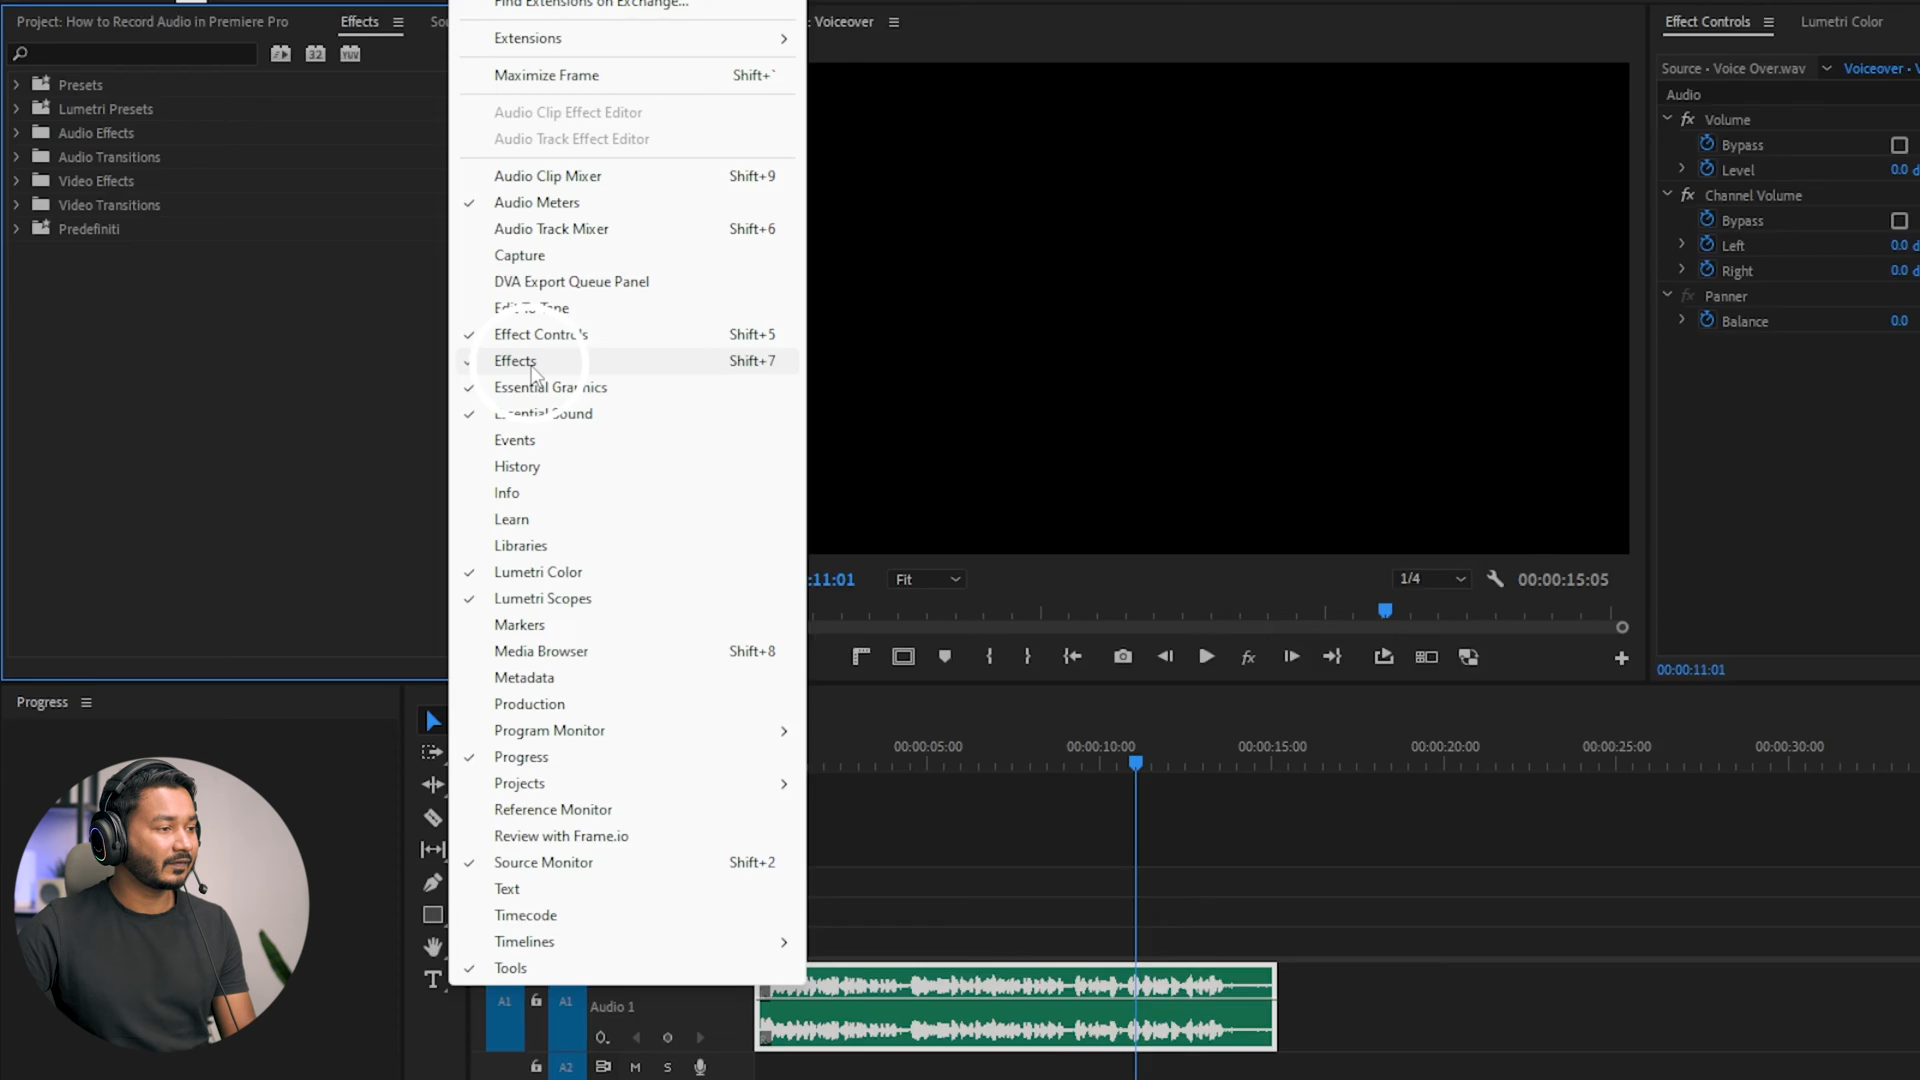 Project: How to Record Audio in Premiere Pro
Effects
32
YUV
Presets
Lumetri Presets
Audio Effects
Audio Transitions
Video Effects
Video Transitions
Predefiniti
Find Extensions on Exchange...
Extensions
Maximize Frame Shift+`
Audio Clip Effect Editor
Audio Track Effect Editor
Audio Clip Mixer Shift+9
Audio Meters
Audio Track Mixer Shift+6
Capture
DVA Export Queue Panel
Edit To Tape
Effect Controls Shift+5
Effects Shift+7
Essential Graphics
Essential Sound
Events
History
Info
Learn
Libraries
Lumetri Color
Lumetri Scopes
Markers
Media Browser Shift+8
Metadata
Production
Program Monitor
Progress
Projects
Reference Monitor
Review with Frame.io
Source Monitor Shift+2
Text
Timecode
Timelines
Tools
: Voiceover
:11:01
Fit
1/4
00:00:15:05
fx
Effect Controls
Lumetri Color
Source • Voice Over.wav
Voiceover •
Audio
fx Volume
Bypass
Level 0.0 d
fx Channel Volume
Bypass
Left 0.0 d
Right 0.0 d
fx Panner
Balance 0.0
00:00:11:01
Progress
T
00:00:05:00
00:00:10:00
00:00:15:00
00:00:20:00
00:00:25:00
00:00:30:00
A1 A1 Audio 1
A2 M S